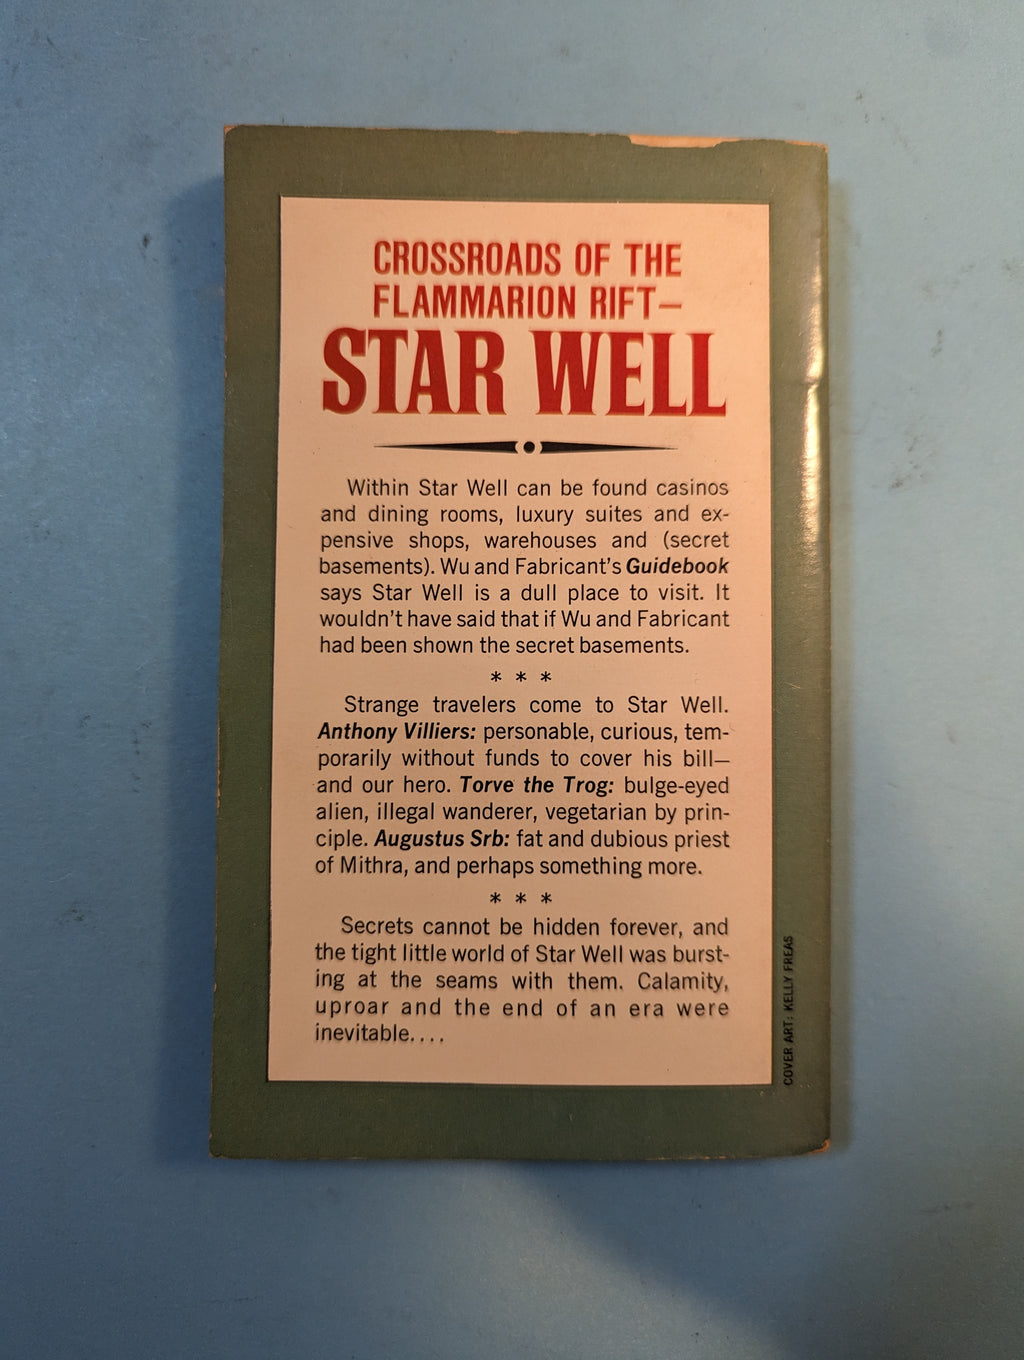 CROSSROADS OF THE
FLAMMARION RIFT—
STAR WELL
Within Star Well can be found casinos
and dining rooms, luxury suites and ex-
pensive shops, warehouses and (secret
basements). Wu and Fabricant's Guidebook
says Star Well is a dull place to visit. It
wouldn't have said that if Wu and Fabricant
had been shown the secret basements.
* * *
Strange travelers come to Star Well.
Anthony Villiers: personable, curious, tem-
porarily without funds to cover his bill—
and our hero. Torve the Trog: bulge-eyed
alien, illegal wanderer, vegetarian by prin-
ciple. Augustus Srb: fat and dubious priest
of Mithra, and perhaps something more.
* * *
Secrets cannot be hidden forever, and
the tight little world of Star Well was burst-
ing at the seams with them. Calamity,
uproar and the end of an era were
inevitable....
COVER ART: KELLY FREAS